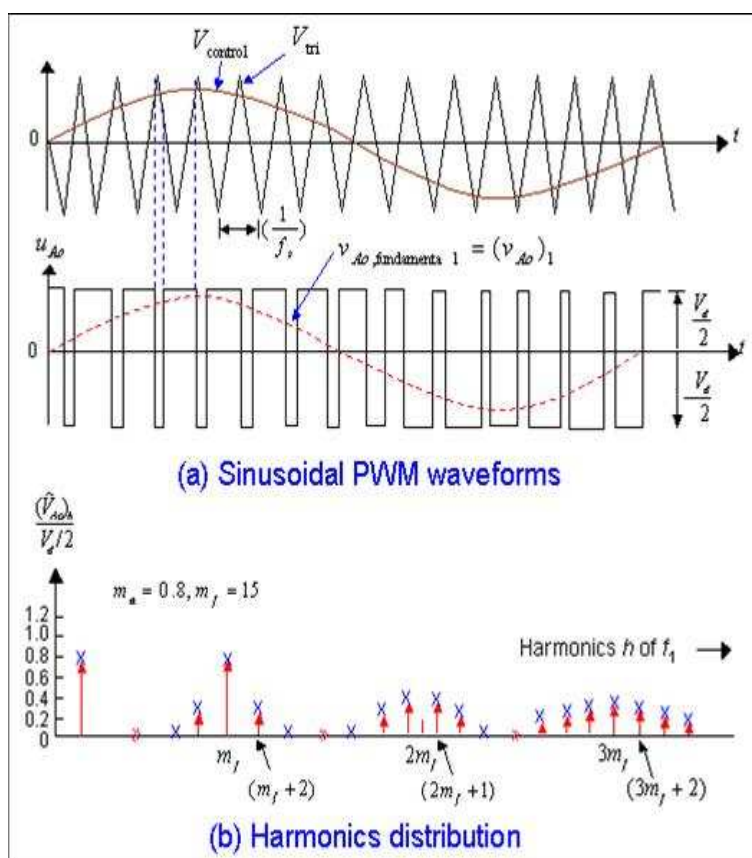 V_control
V_tri
0
t
(1/f_s)
u_Ao
v_Ao,fundamenta 1 = (v_Ao)_1
V_d/2
0
t
V_d/2
(a) Sinusoidal PWM waveforms
(V̂_Ao)_h
V_d/2
m_a = 0.8, m_f = 15
1.2
1.0
0.8
0.6
0.4
0.2
0
Harmonics h of f_1
m_f
2m_f
3m_f
(m_f + 2)
(2m_f + 1)
(3m_f + 2)
(b) Harmonics distribution